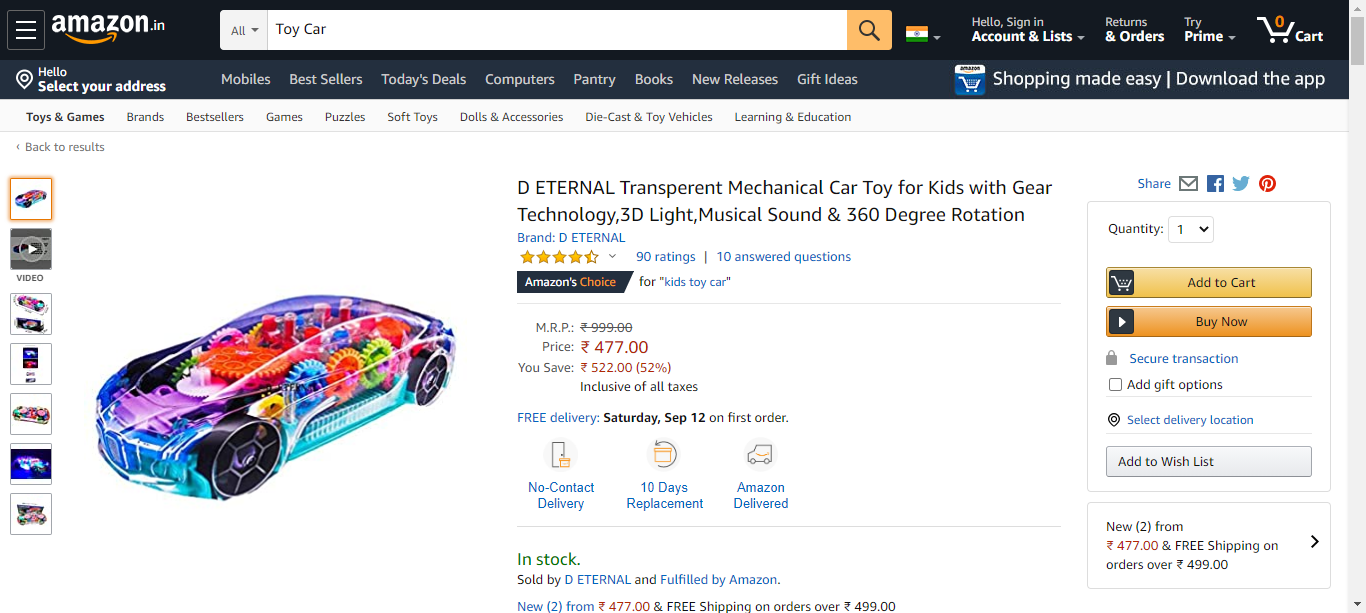 amazon.in
All
Toy Car
Hello, Sign in
Account & Lists
Returns
& Orders
Try
Prime
0
Cart
Hello
Select your address
Mobiles
Best Sellers
Today's Deals
Computers
Pantry
Books
New Releases
Gift Ideas
amazon
Shopping made easy | Download the app
Toys & Games
Brands
Bestsellers
Games
Puzzles
Soft Toys
Dolls & Accessories
Die-Cast & Toy Vehicles
Learning & Education
‹ Back to results
VIDEO
D ETERNAL Transperent Mechanical Car Toy for Kids with Gear
Technology,3D Light,Musical Sound & 360 Degree Rotation
Brand: D ETERNAL
90 ratings | 10 answered questions
Amazon's Choice for "kids toy car"
M.R.P.: ₹ 999.00
Price: ₹ 477.00
You Save: ₹ 522.00 (52%)
Inclusive of all taxes
FREE delivery: Saturday, Sep 12 on first order.
No-Contact
Delivery
10 Days
Replacement
Amazon
Delivered
In stock.
Sold by D ETERNAL and Fulfilled by Amazon.
New (2) from ₹ 477.00 & FREE Shipping on orders over ₹ 499.00
Share
Quantity: 1
Add to Cart
Buy Now
Secure transaction
Add gift options
Select delivery location
Add to Wish List
New (2) from
₹ 477.00 & FREE Shipping on
orders over ₹ 499.00